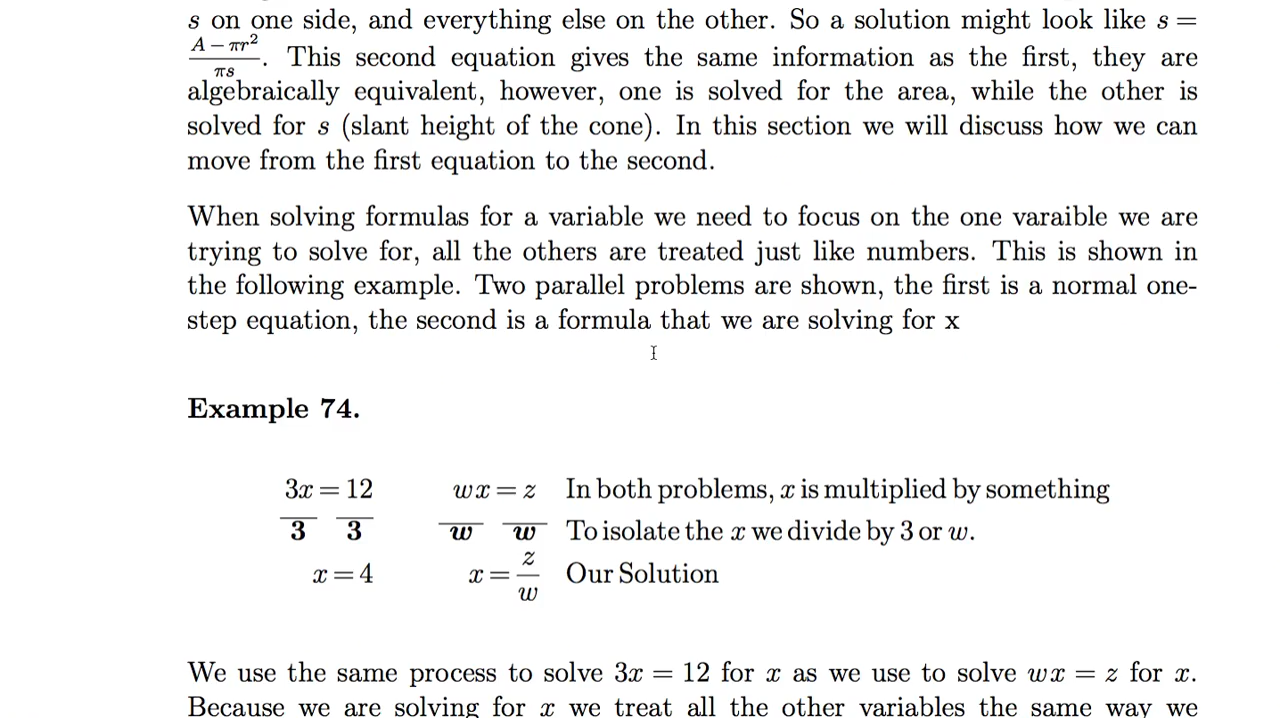 s on one side, and everything else on the other. So a solution might look like s =
A − πr²
πs
. This second equation gives the same information as the first, they are
algebraically equivalent, however, one is solved for the area, while the other is
solved for s (slant height of the cone). In this section we will discuss how we can
move from the first equation to the second.
When solving formulas for a variable we need to focus on the one varaible we are
trying to solve for, all the others are treated just like numbers. This is shown in
the following example. Two parallel problems are shown, the first is a normal one-
step equation, the second is a formula that we are solving for x
Example 74.
3x = 12 wx = z In both problems, x is multiplied by something
3 3 w w To isolate the x we divide by 3 or w.
x = 4 x = z/w Our Solution
We use the same process to solve 3x = 12 for x as we use to solve wx = z for x.
Because we are solving for x we treat all the other variables the same way we